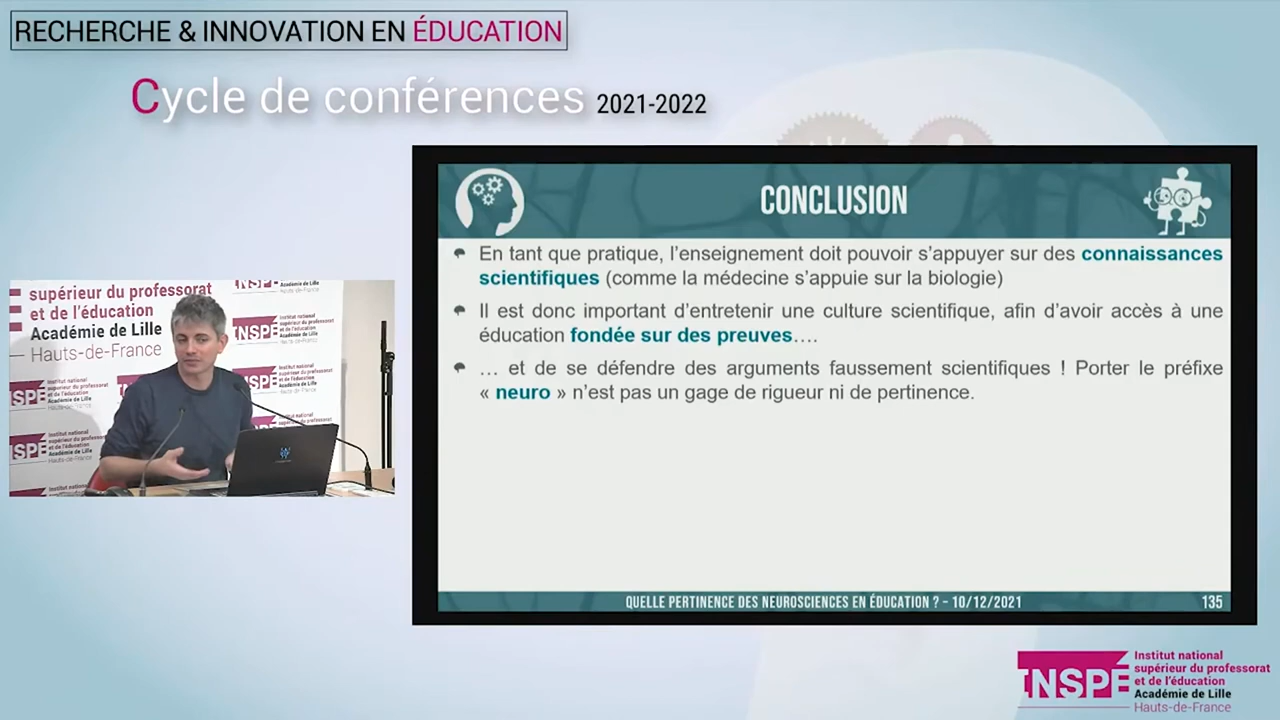 RECHERCHE & INNOVATION EN ÉDUCATION
Cycle de conférences 2021-2022
CONCLUSION
En tant que pratique, l’enseignement doit pouvoir s’appuyer sur des connaissances
scientifiques (comme la médecine s’appuie sur la biologie)
Il est donc important d’entretenir une culture scientifique, afin d’avoir accès à une
éducation fondée sur des preuves….
… et de se défendre des arguments faussement scientifiques ! Porter le préfixe
« neuro » n’est pas un gage de rigueur ni de pertinence.
QUELLE PERTINENCE DES NEUROSCIENCES EN ÉDUCATION ? – 10/12/2021
135
supérieur du professorat
et de l'éducation
Académie de Lille
Hauts-de-France
INSPÉ
Institut national
supérieur du professorat
et de l'éducation
Académie de Lille
Hauts-de-France